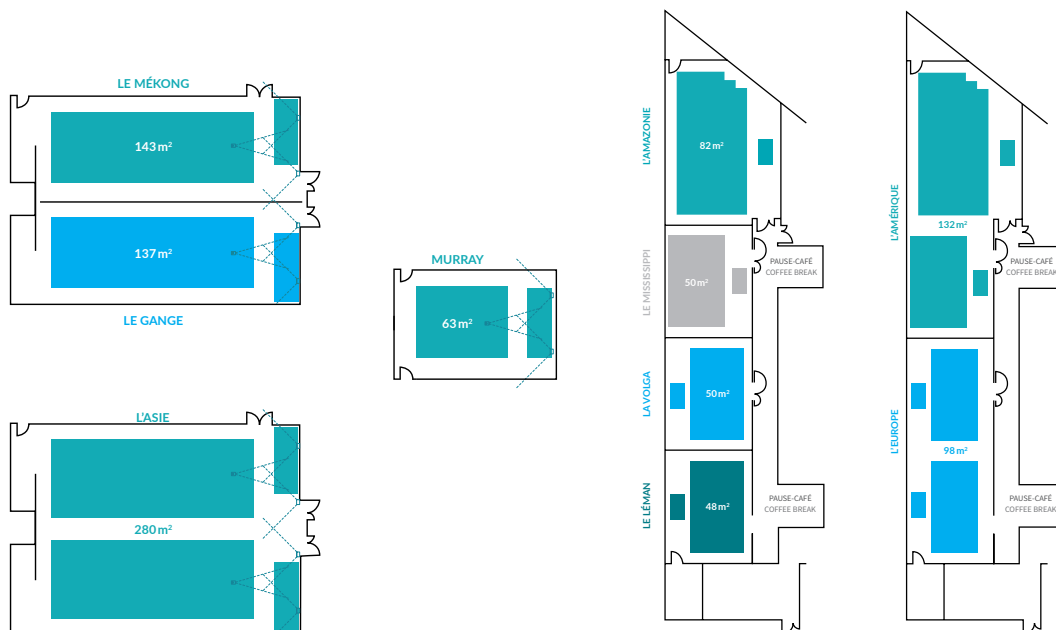 LE MÉKONG
143 m²
137 m²
LE GANGE
L'ASIE
280 m²
MURRAY
63 m²
L'AMAZONIE
82 m²
LE MISSISSIPPI
50 m²
PAUSE-CAFÉ
COFFEE BREAK
LA VOLGA
50 m²
LE LÉMAN
48 m²
PAUSE-CAFÉ
COFFEE BREAK
L'AMÉRIQUE
132 m²
PAUSE-CAFÉ
COFFEE BREAK
L'EUROPE
98 m²
PAUSE-CAFÉ
COFFEE BREAK